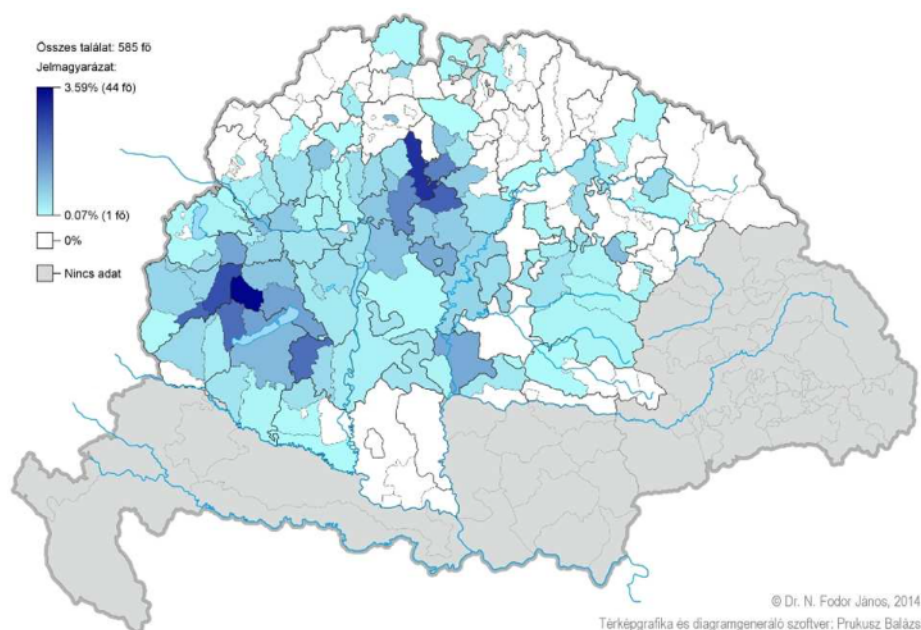 Összes találat: 585 fő
Jelmagyarázat:
3.59% (44 fő)
0.07% (1 fő)
0%
Nincs adat
© Dr. N. Fodor János, 2014
Térképgrafika és diagramgeneráló szoftver: Prukusz Balázs